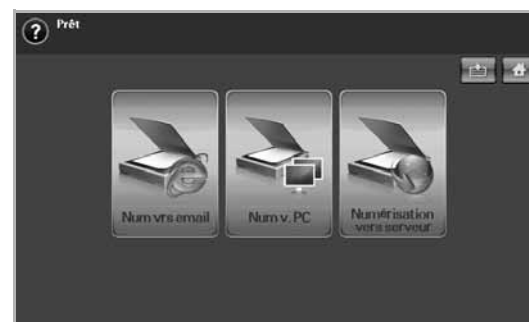 Prêt
Num vrs email
Num v. PC
Numérisation
vers serveur